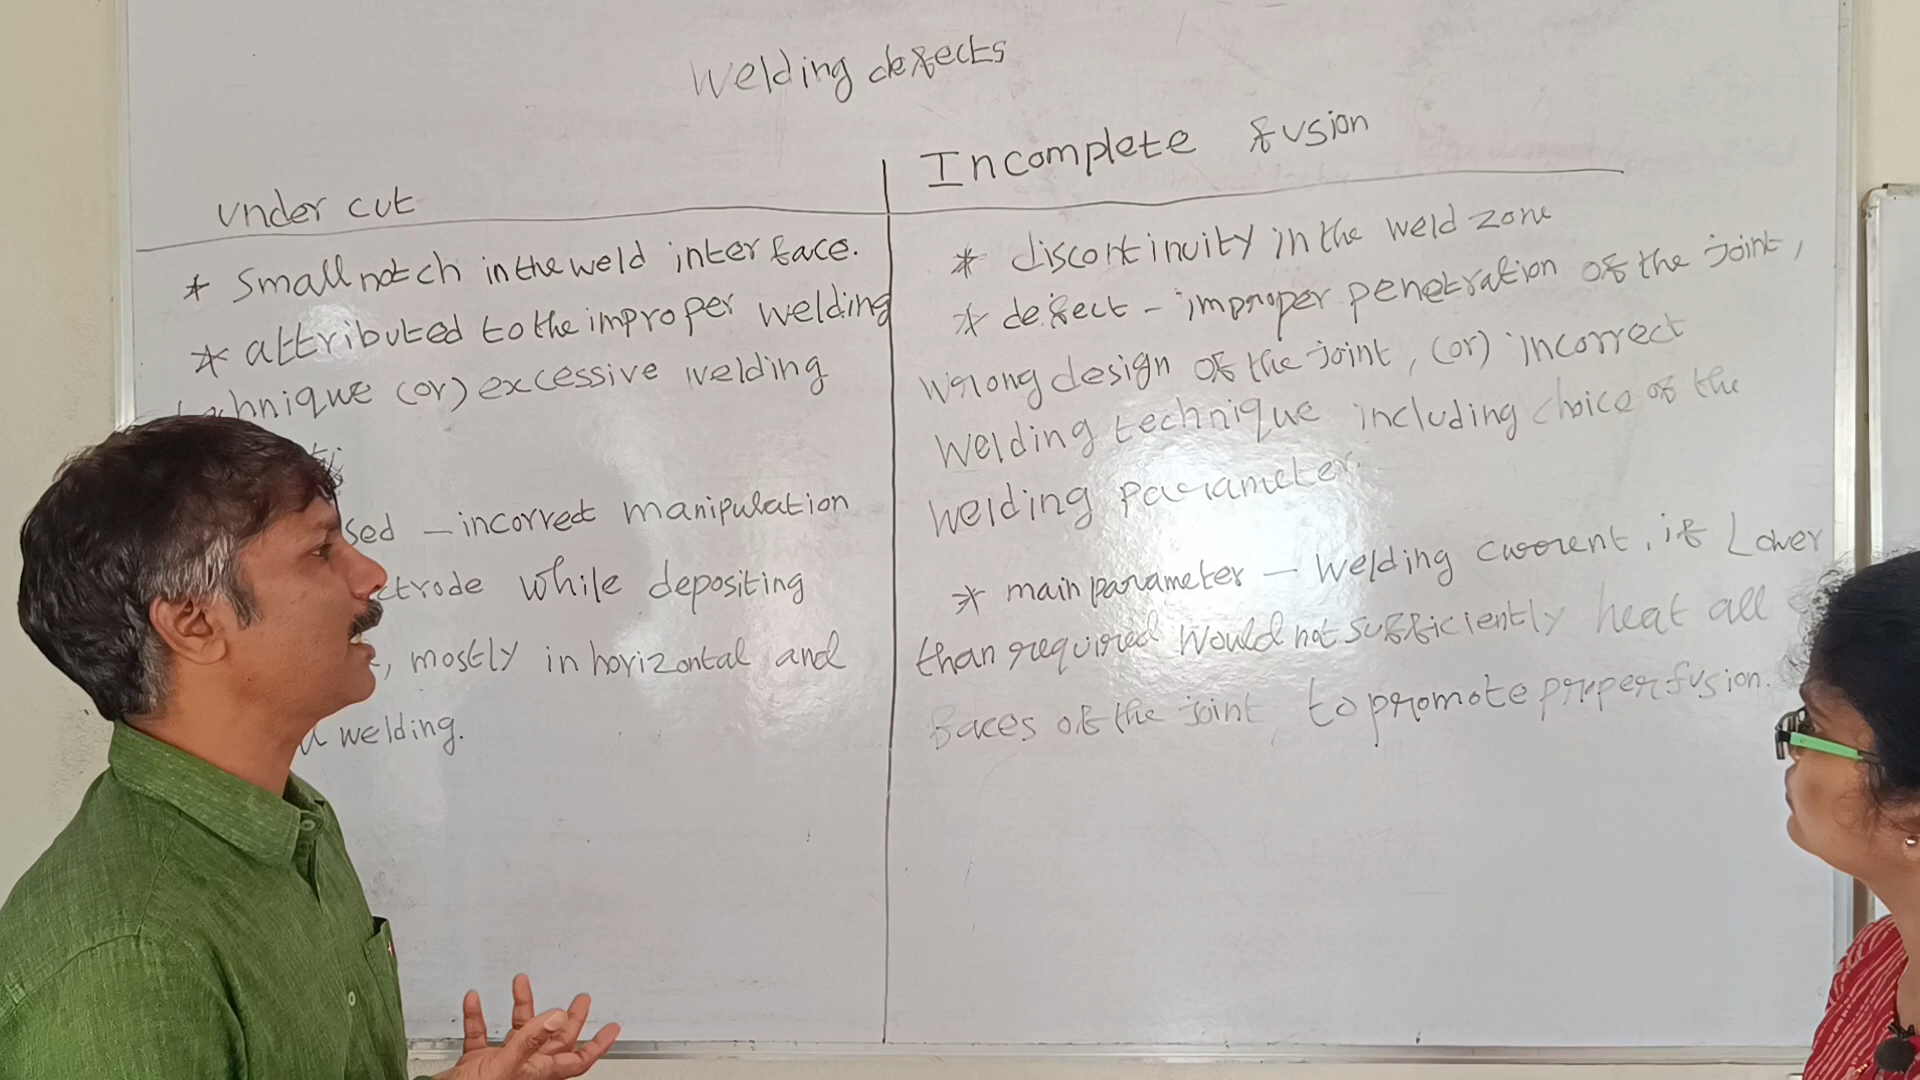 Welding defects
Under cut
* Small notch in the weld interface.
* attributed to the improper welding
technique (or) excessive welding
sed – incorrect manipulation
ctrode while depositing
, mostly in horizontal and
welding.
Incomplete fusion
* discontinuity in the weld zone
* defect – improper penetration of the joint,
wrong design of the joint, (or) incorrect
welding technique including choice of the
welding parameter.
* main parameter – welding current, if Lower
than required would not sufficiently heat all
faces of the joint, to promote proper fusion.